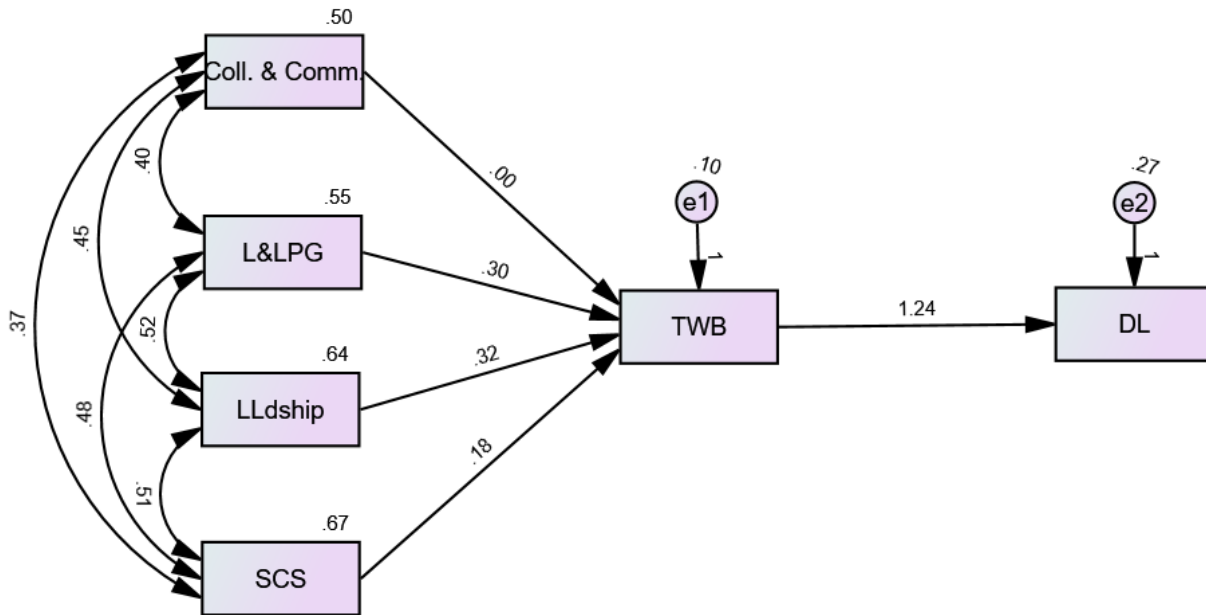 .50
Coll. & Comm.
.40
.00
.55
L&LPG
.30
.45
.37
.52
.48
.64
LLdship
.32
.51
.18
.67
SCS
.10
e1
1
TWB
1.24
.27
e2
1
DL